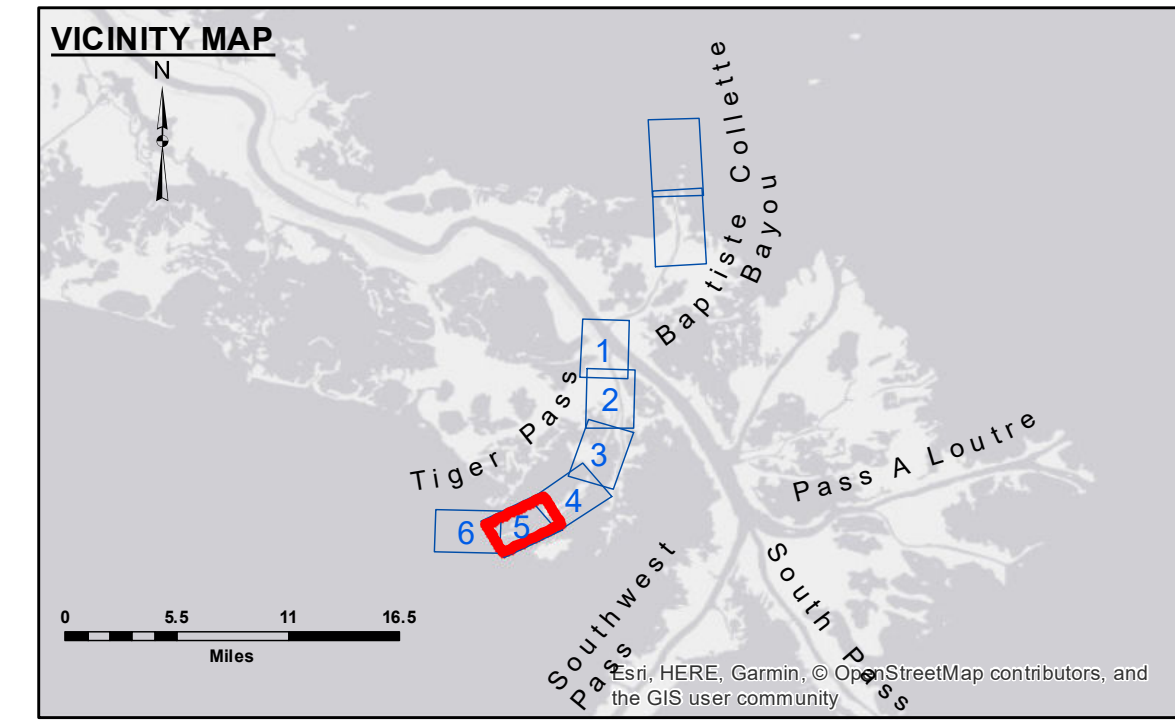 VICINITY MAP
N
Baptiste Collette
Bayou
1
2
Tiger Pass
3
4
5
6
Pass A Loutre
Southwest
Pass
South Pass
0 5.5 11 16.5
Miles
Esri, HERE, Garmin, © OpenStreetMap contributors, and
the GIS user community